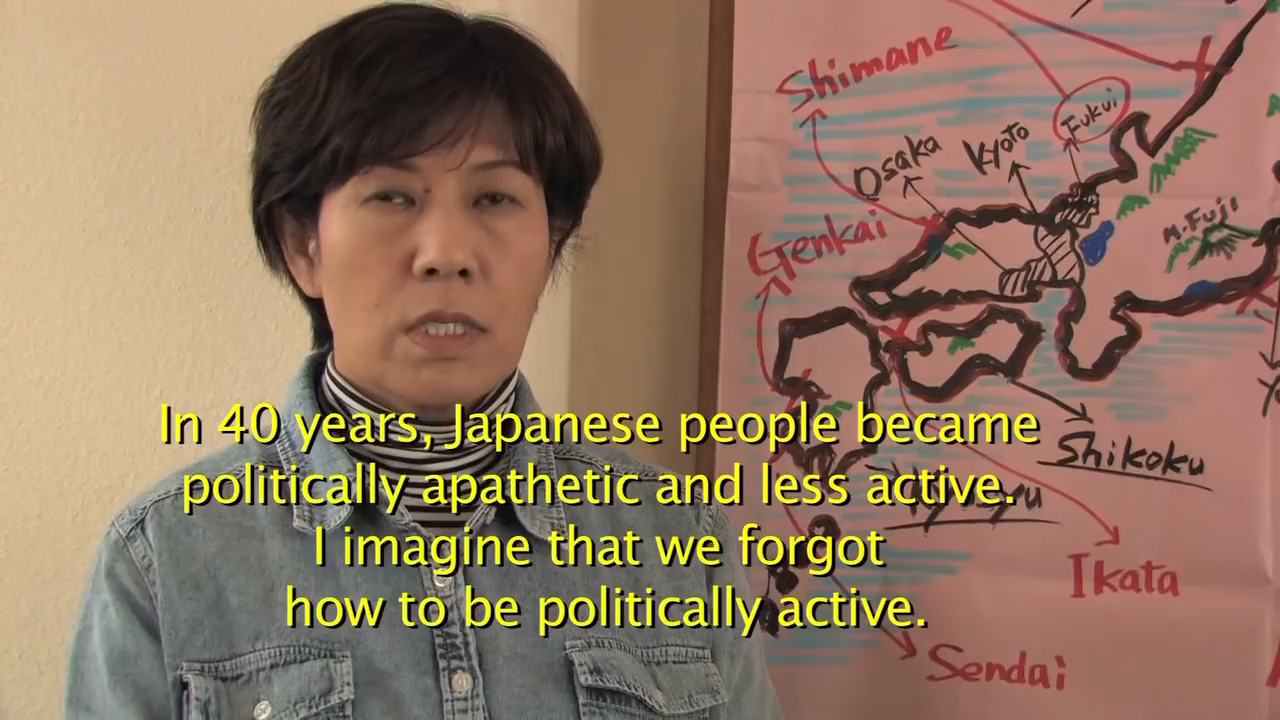 Shimane
Osaka
Kyoto
Fukui
Genkai
M.Fuji
In 40 years, Japanese people became
politically apathetic and less active.
I imagine that we forgot
how to be politically active.
Shikoku
Ikata
Sendai